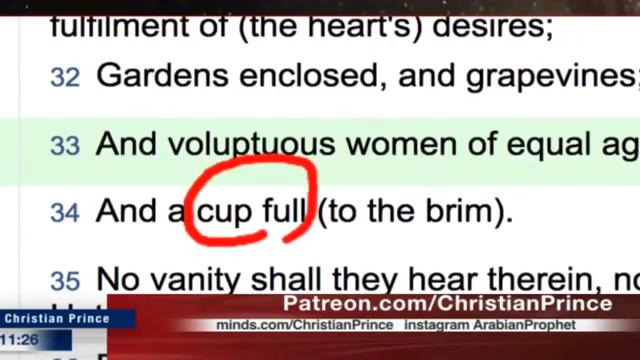 fulfilment of (the heart's) desires;
32 Gardens enclosed, and grapevines;
33 And voluptuous women of equal ag
34 And a cup full (to the brim).
35 No vanity shall they hear therein, no
Patreon.com/ChristianPrince
Christian Prince
minds.com/ChristianPrince instagram ArabianProphet
11:26